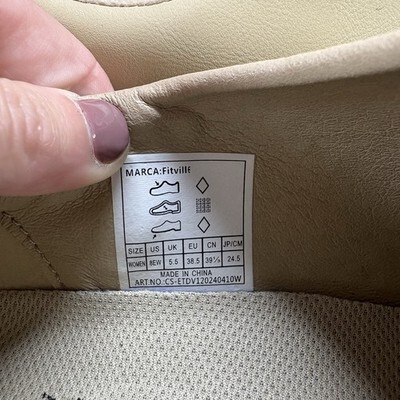 MARCA:Fitville
SIZE US UK EU CN JP/CM
WOMEN 8EW 5.5 38.5 39⅓ 24.5
MADE IN CHINA
ART NO.:CS-ETDV120240410W